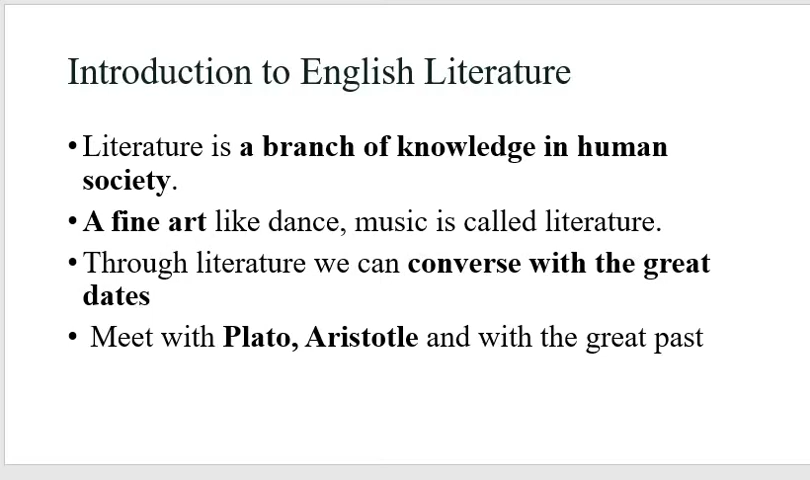 Introduction to English Literature
•Literature is a branch of knowledge in human
society.
•A fine art like dance, music is called literature.
•Through literature we can converse with the great
dates
• Meet with Plato, Aristotle and with the great past